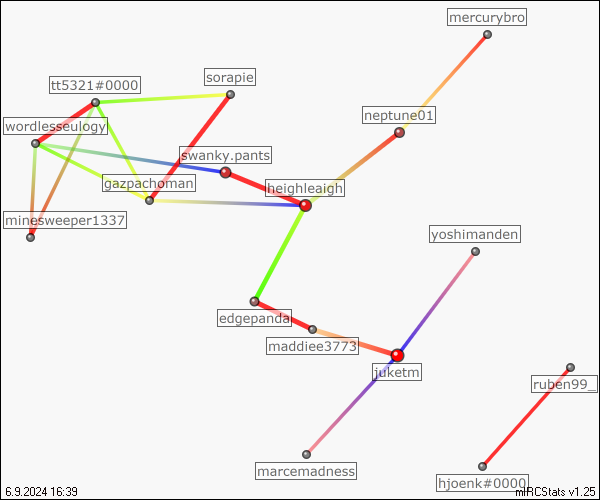 mercurybro
sorapie
tt5321#0000
neptune01
wordlesseulogy
swanky.pants
gazpachoman
heighleaigh
minesweeper1337
yoshimanden
edgepanda
maddiee3773
juketm
ruben99_
marcemadness
hjoenk#0000
6.9.2024 16:39
mIRCStats v1.25